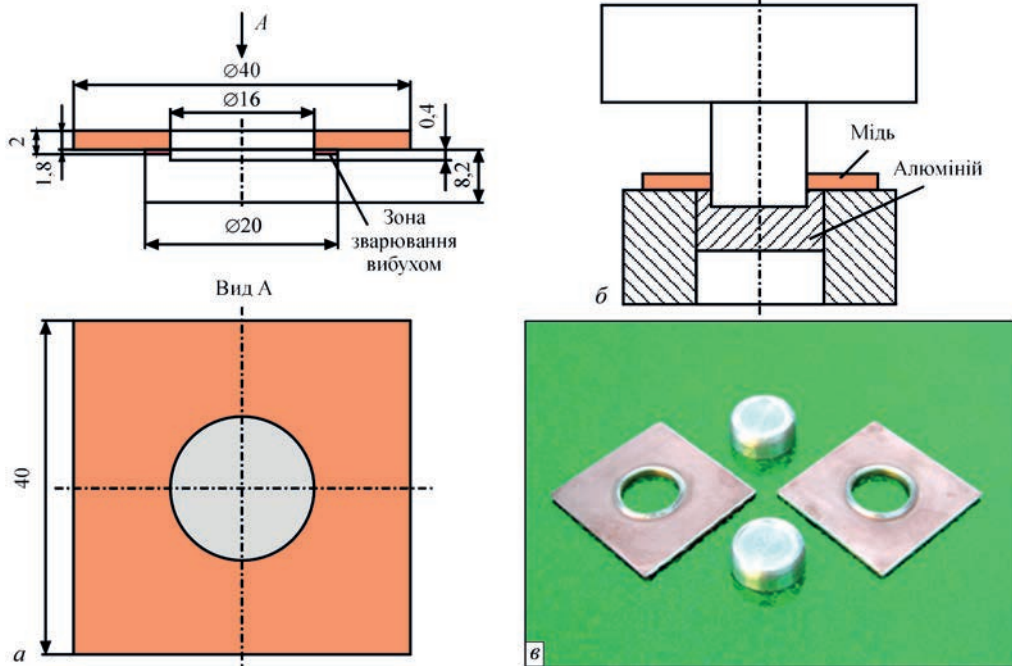 A
∅40
∅16
0,4
2
1,8
8,2
∅20
Зона
зварювання
вибухом
Вид А
40
а
Мідь
Алюміній
б
в